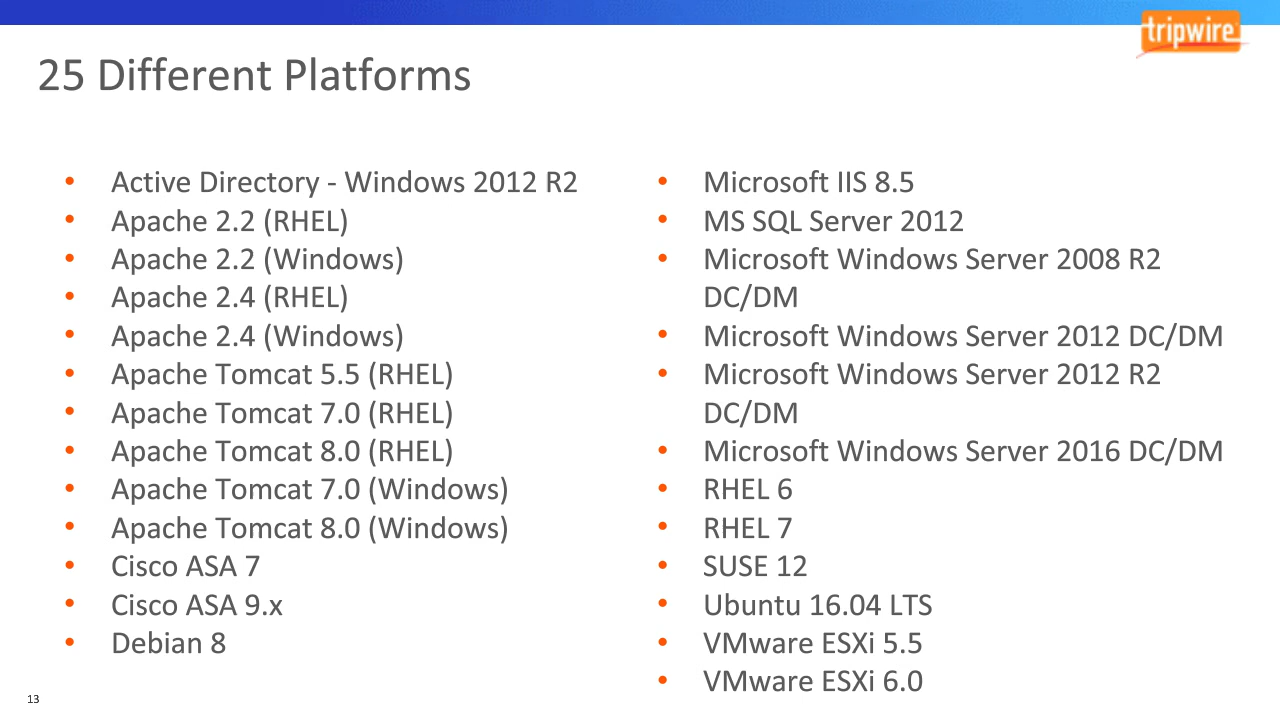 tripwire
25 Different Platforms
• Active Directory - Windows 2012 R2
• Apache 2.2 (RHEL)
• Apache 2.2 (Windows)
• Apache 2.4 (RHEL)
• Apache 2.4 (Windows)
• Apache Tomcat 5.5 (RHEL)
• Apache Tomcat 7.0 (RHEL)
• Apache Tomcat 8.0 (RHEL)
• Apache Tomcat 7.0 (Windows)
• Apache Tomcat 8.0 (Windows)
• Cisco ASA 7
• Cisco ASA 9.x
• Debian 8
• Microsoft IIS 8.5
• MS SQL Server 2012
• Microsoft Windows Server 2008 R2
DC/DM
• Microsoft Windows Server 2012 DC/DM
• Microsoft Windows Server 2012 R2
DC/DM
• Microsoft Windows Server 2016 DC/DM
• RHEL 6
• RHEL 7
• SUSE 12
• Ubuntu 16.04 LTS
• VMware ESXi 5.5
• VMware ESXi 6.0
13